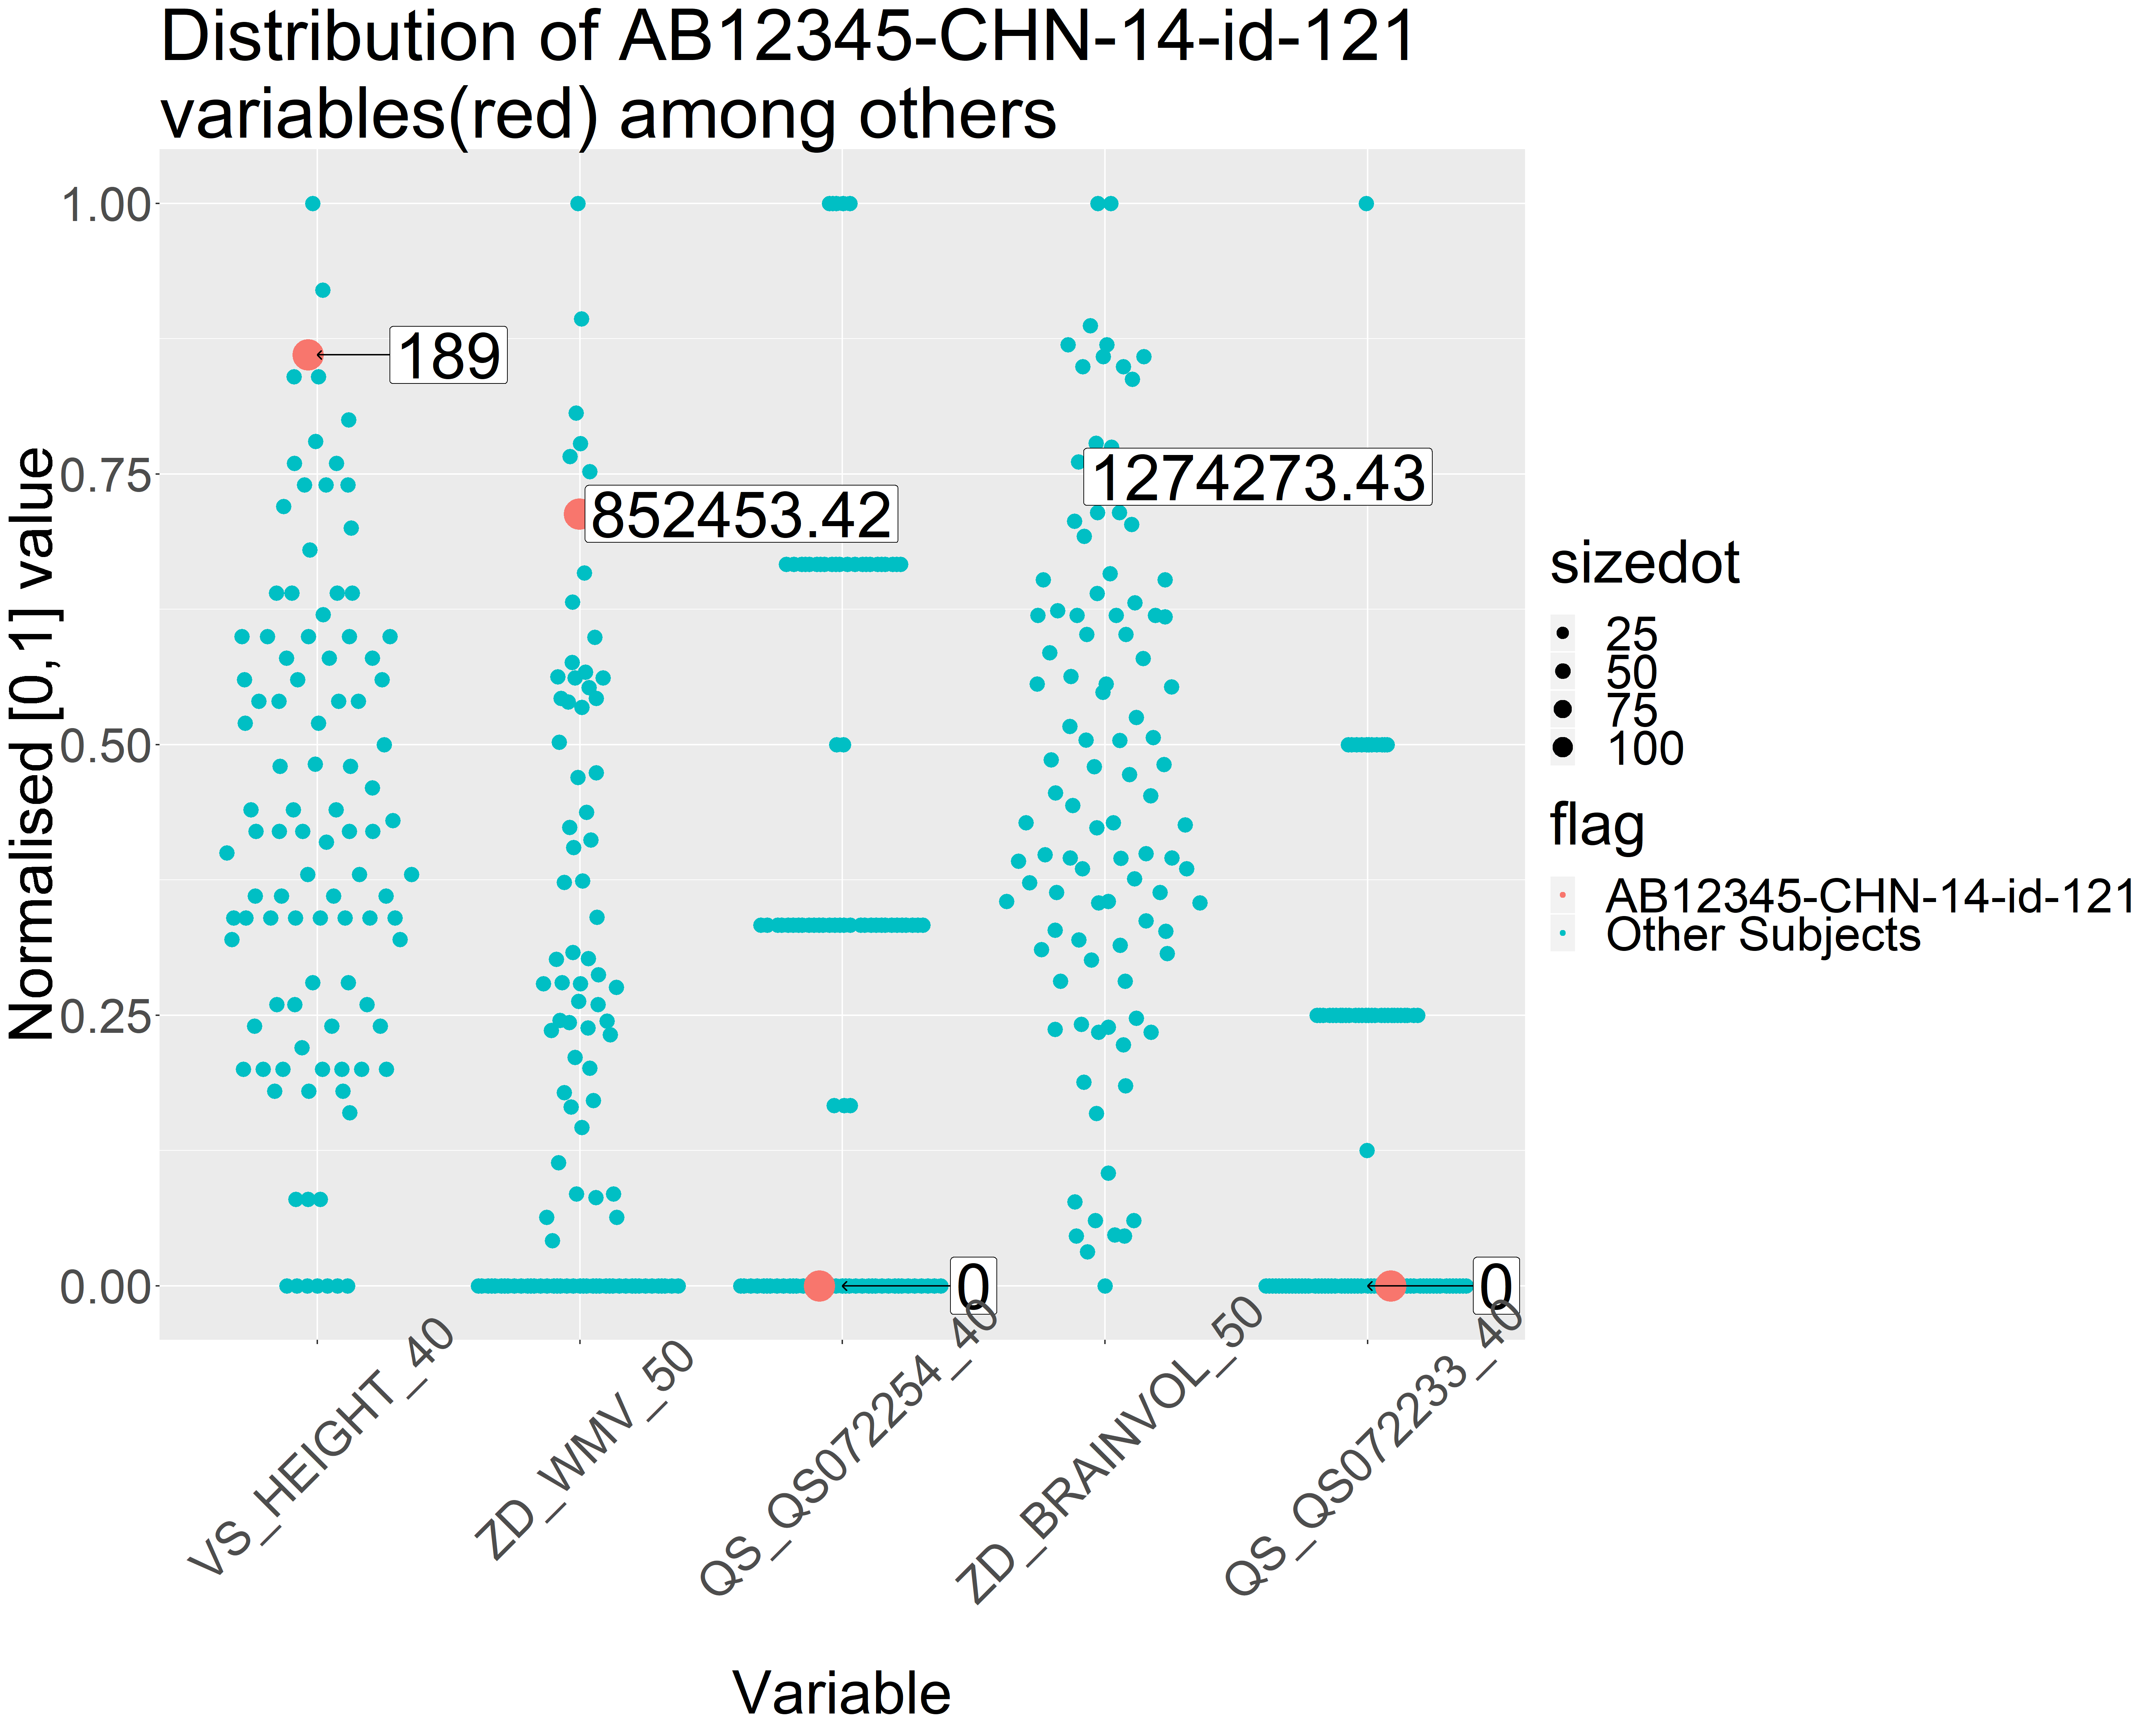 Distribution of AB12345-CHN-14-id-121
variables(red) among others
Normalised [0,1] value
1.00
0.75
0.50
0.25
0.00
189
852453.42
1274273.43
0
0
VS_HEIGHT_40
ZD_WMV_50
QS_QS072254_40
ZD_BRAINVOL_50
QS_QS072233_40
Variable
sizedot
25
50
75
100
flag
AB12345-CHN-14-id-121
Other Subjects